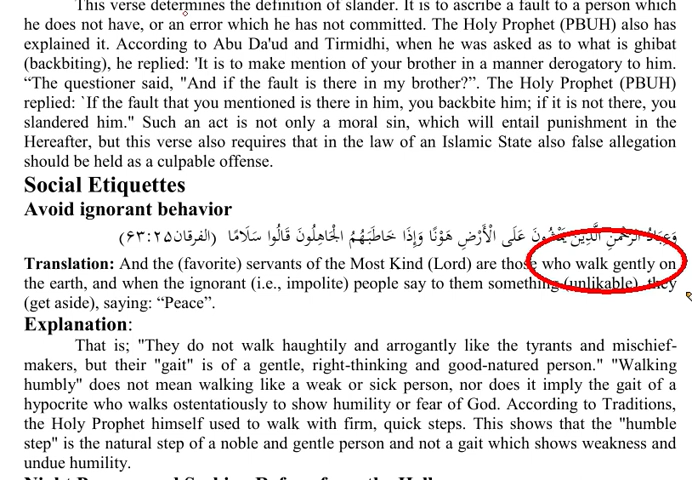 This verse determines the definition of slander. It is to ascribe a fault to a person which
he does not have, or an error which he has not committed. The Holy Prophet (PBUH) also has
explained it. According to Abu Da'ud and Tirmidhi, when he was asked as to what is ghibat
(backbiting), he replied: 'It is to make mention of your brother in a manner derogatory to him.
“The questioner said, "And if the fault is there in my brother?”. The Holy Prophet (PBUH)
replied: `If the fault that you mentioned is there in him, you backbite him; if it is not there, you
slandered him." Such an act is not only a moral sin, which will entail punishment in the
Hereafter, but this verse also requires that in the law of an Islamic State also false allegation
should be held as a culpable offense.
Social Etiquettes
Avoid ignorant behavior
وَعِبَادُ الرَّحْمَٰنِ الَّذِينَ يَمْشُونَ عَلَى الْأَرْضِ هَوْنًا وَإِذَا خَاطَبَهُمُ الْجَاهِلُونَ قَالُوا سَلَامًا (الفرقان۲۵:۶۳)
Translation: And the (favorite) servants of the Most Kind (Lord) are those who walk gently on
the earth, and when the ignorant (i.e., impolite) people say to them something (unlikable), they
(get aside), saying: “Peace”.
Explanation:
That is; "They do not walk haughtily and arrogantly like the tyrants and mischief-
makers, but their "gait" is of a gentle, right-thinking and good-natured person." "Walking
humbly" does not mean walking like a weak or sick person, nor does it imply the gait of a
hypocrite who walks ostentatiously to show humility or fear of God. According to Traditions,
the Holy Prophet himself used to walk with firm, quick steps. This shows that the "humble
step" is the natural step of a noble and gentle person and not a gait which shows weakness and
undue humility.